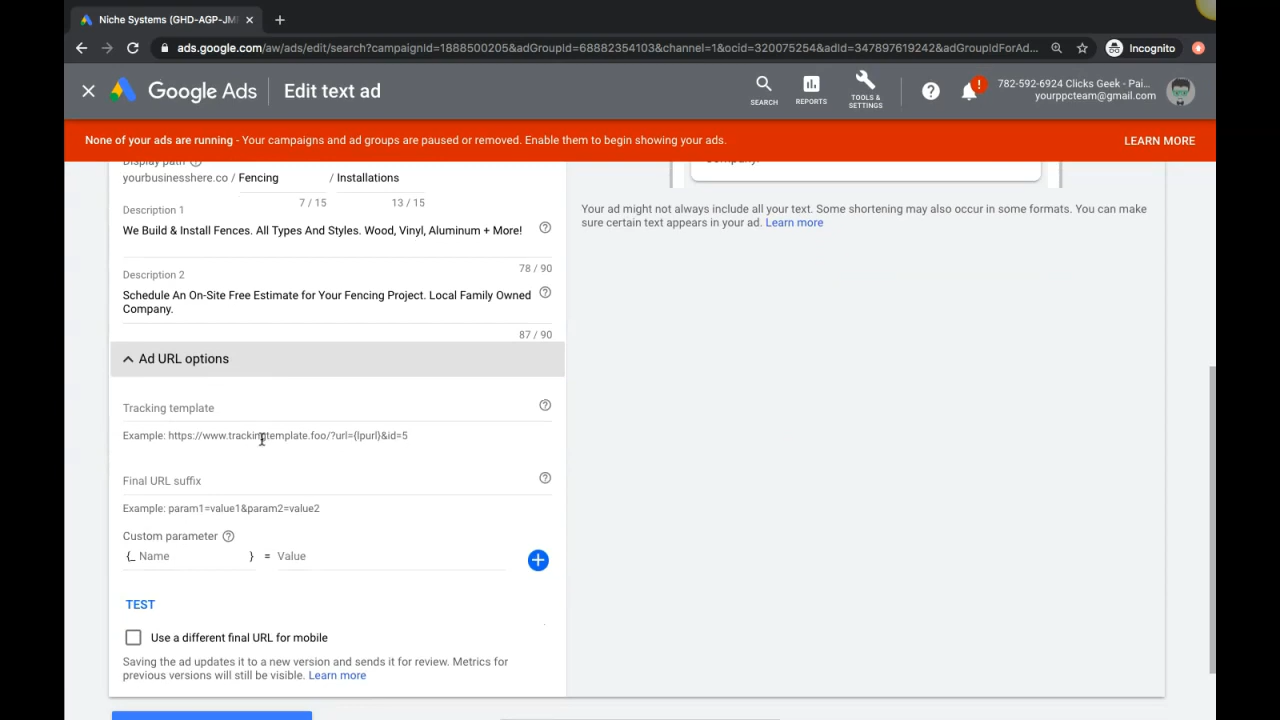 Niche Systems (GHD-AGP-JM
ads.google.com/aw/ads/edit/search?campaignId=1888500205&adGroupId=68882354103&channel=1&ocid=320075254&adId=347897619242&adGroupIdForAd...
Incognito
Google Ads
Edit text ad
SEARCH
REPORTS
TOOLS &
SETTINGS
782-592-6924 Clicks Geek - Pai...
yourppcteam@gmail.com
None of your ads are running - Your campaigns and ad groups are paused or removed. Enable them to begin showing your ads.
LEARN MORE
Display path
yourbusinesshere.co / Fencing / Installations
7 / 15
13 / 15
Description 1
We Build & Install Fences. All Types And Styles. Wood, Vinyl, Aluminum + More!
78 / 90
Description 2
Schedule An On-Site Free Estimate for Your Fencing Project. Local Family Owned
Company.
87 / 90
Ad URL options
Tracking template
Example: https://www.trackingtemplate.foo/?url={lpurl}&id=5
Final URL suffix
Example: param1=value1&param2=value2
Custom parameter
{_ Name } = Value
TEST
Use a different final URL for mobile
Saving the ad updates it to a new version and sends it for review. Metrics for
previous versions will still be visible. Learn more
Company.
Your ad might not always include all your text. Some shortening may also occur in some formats. You can make
sure certain text appears in your ad. Learn more